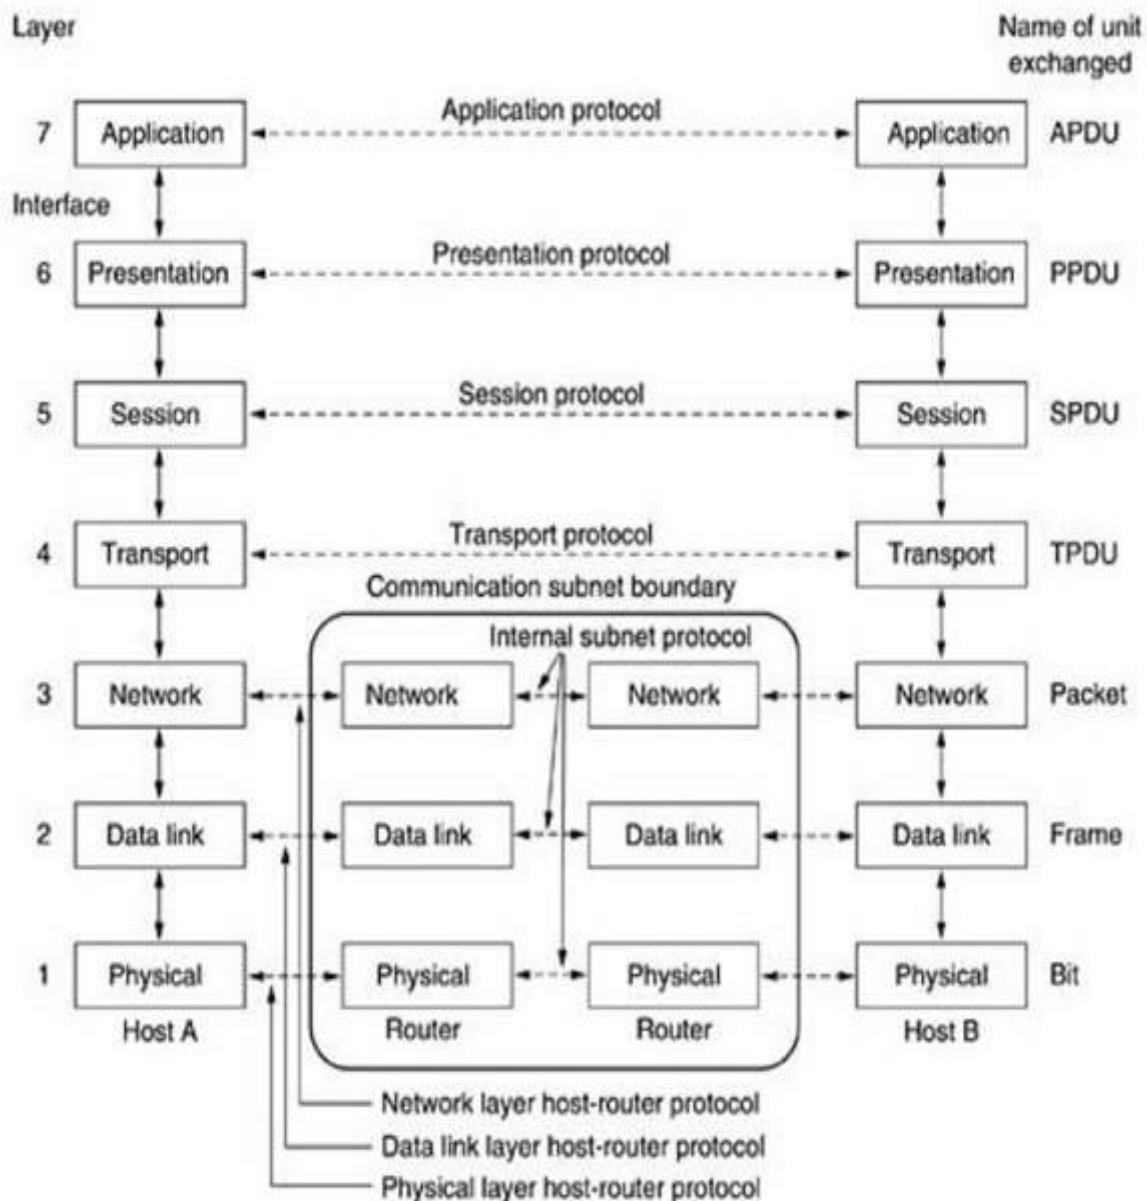 Layer
Name of unit
exchanged
Application protocol
7 Application Application APDU
Interface
Presentation protocol
6 Presentation Presentation PPDU
Session protocol
5 Session Session SPDU
Transport protocol
4 Transport Transport TPDU
Communication subnet boundary
Internal subnet protocol
3 Network Network Network Network Packet
2 Data link Data link Data link Data link Frame
1 Physical Physical Physical Physical Bit
Host A Router Router Host B
Network layer host-router protocol
Data link layer host-router protocol
Physical layer host-router protocol